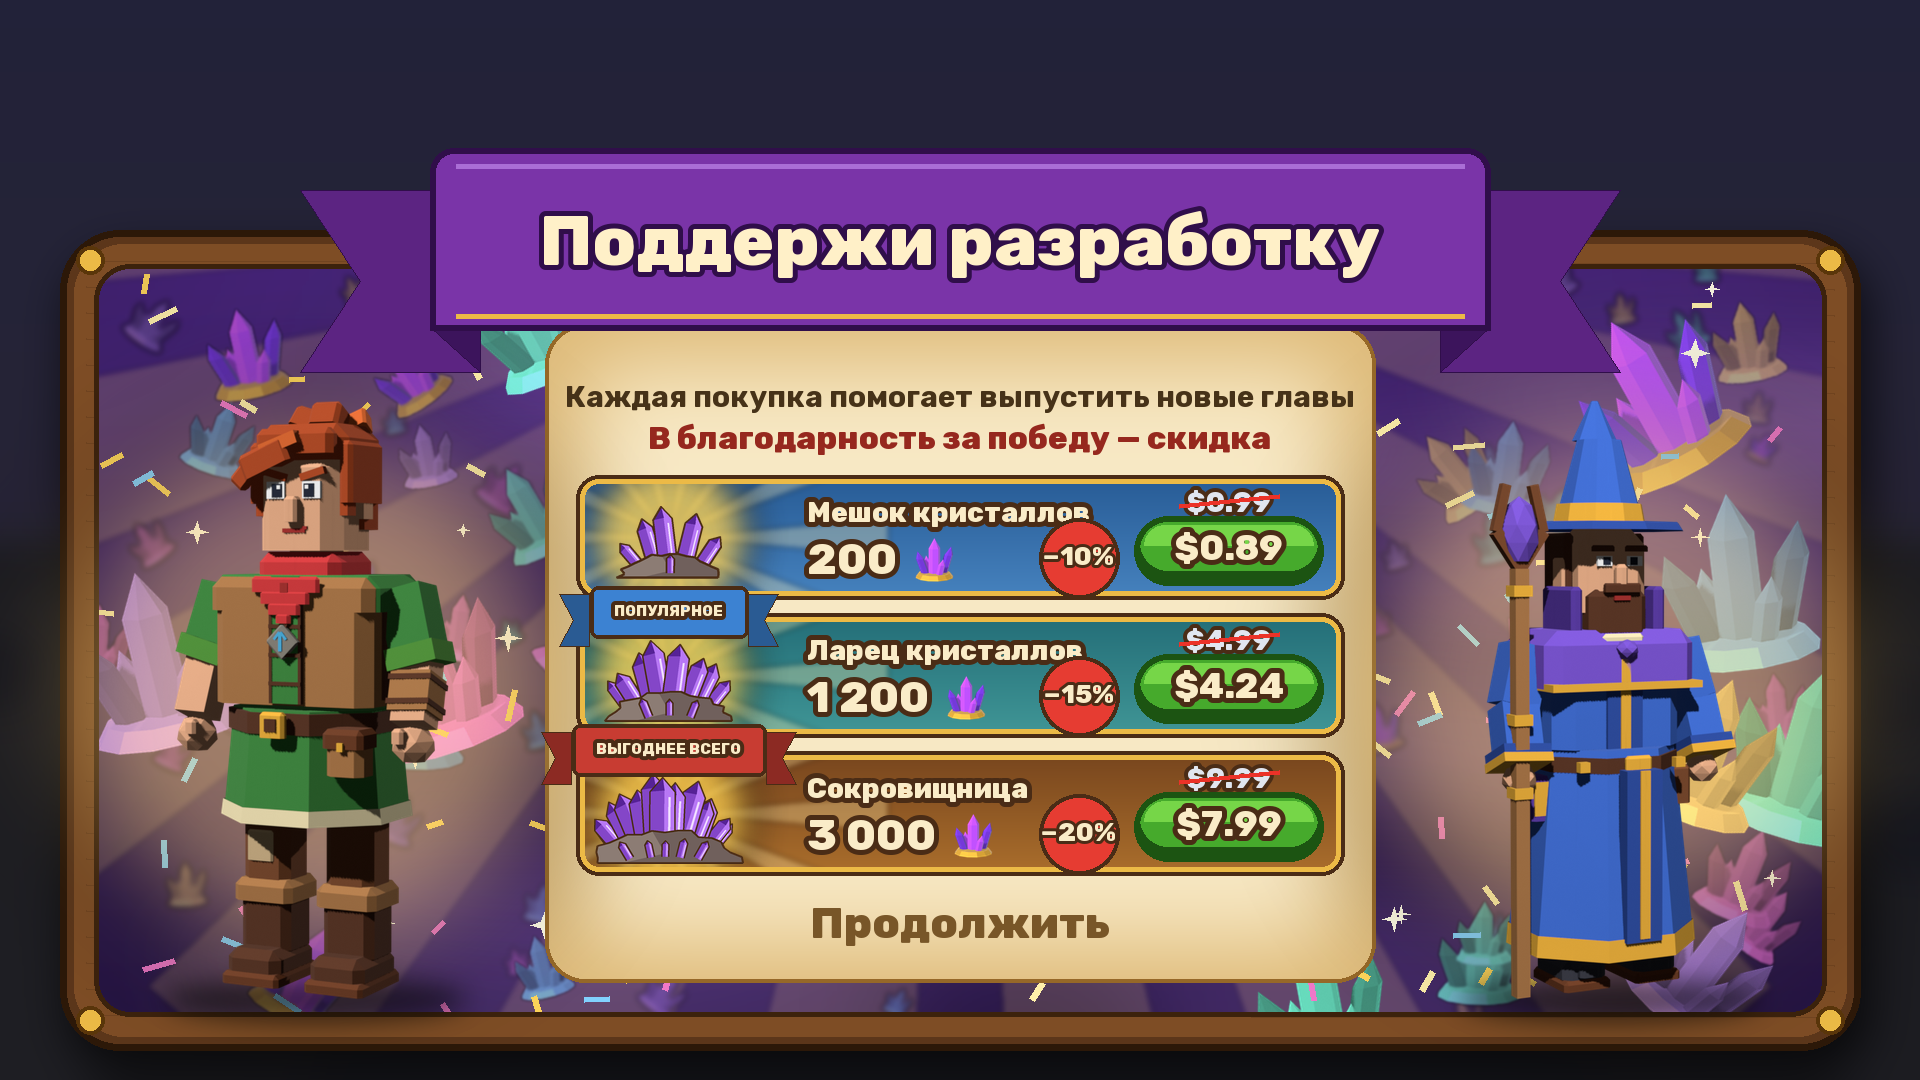 Поддержи разработку
Каждая покупка помогает выпустить новые главы
В благодарность за победу — скидка
Мешок кристаллов
200
−10%
$0.99
$0.89
ПОПУЛЯРНОЕ
Ларец кристаллов
1 200
−15%
$4.99
$4.24
ВЫГОДНЕЕ ВСЕГО
Сокровищница
3 000
−20%
$9.99
$7.99
Продолжить